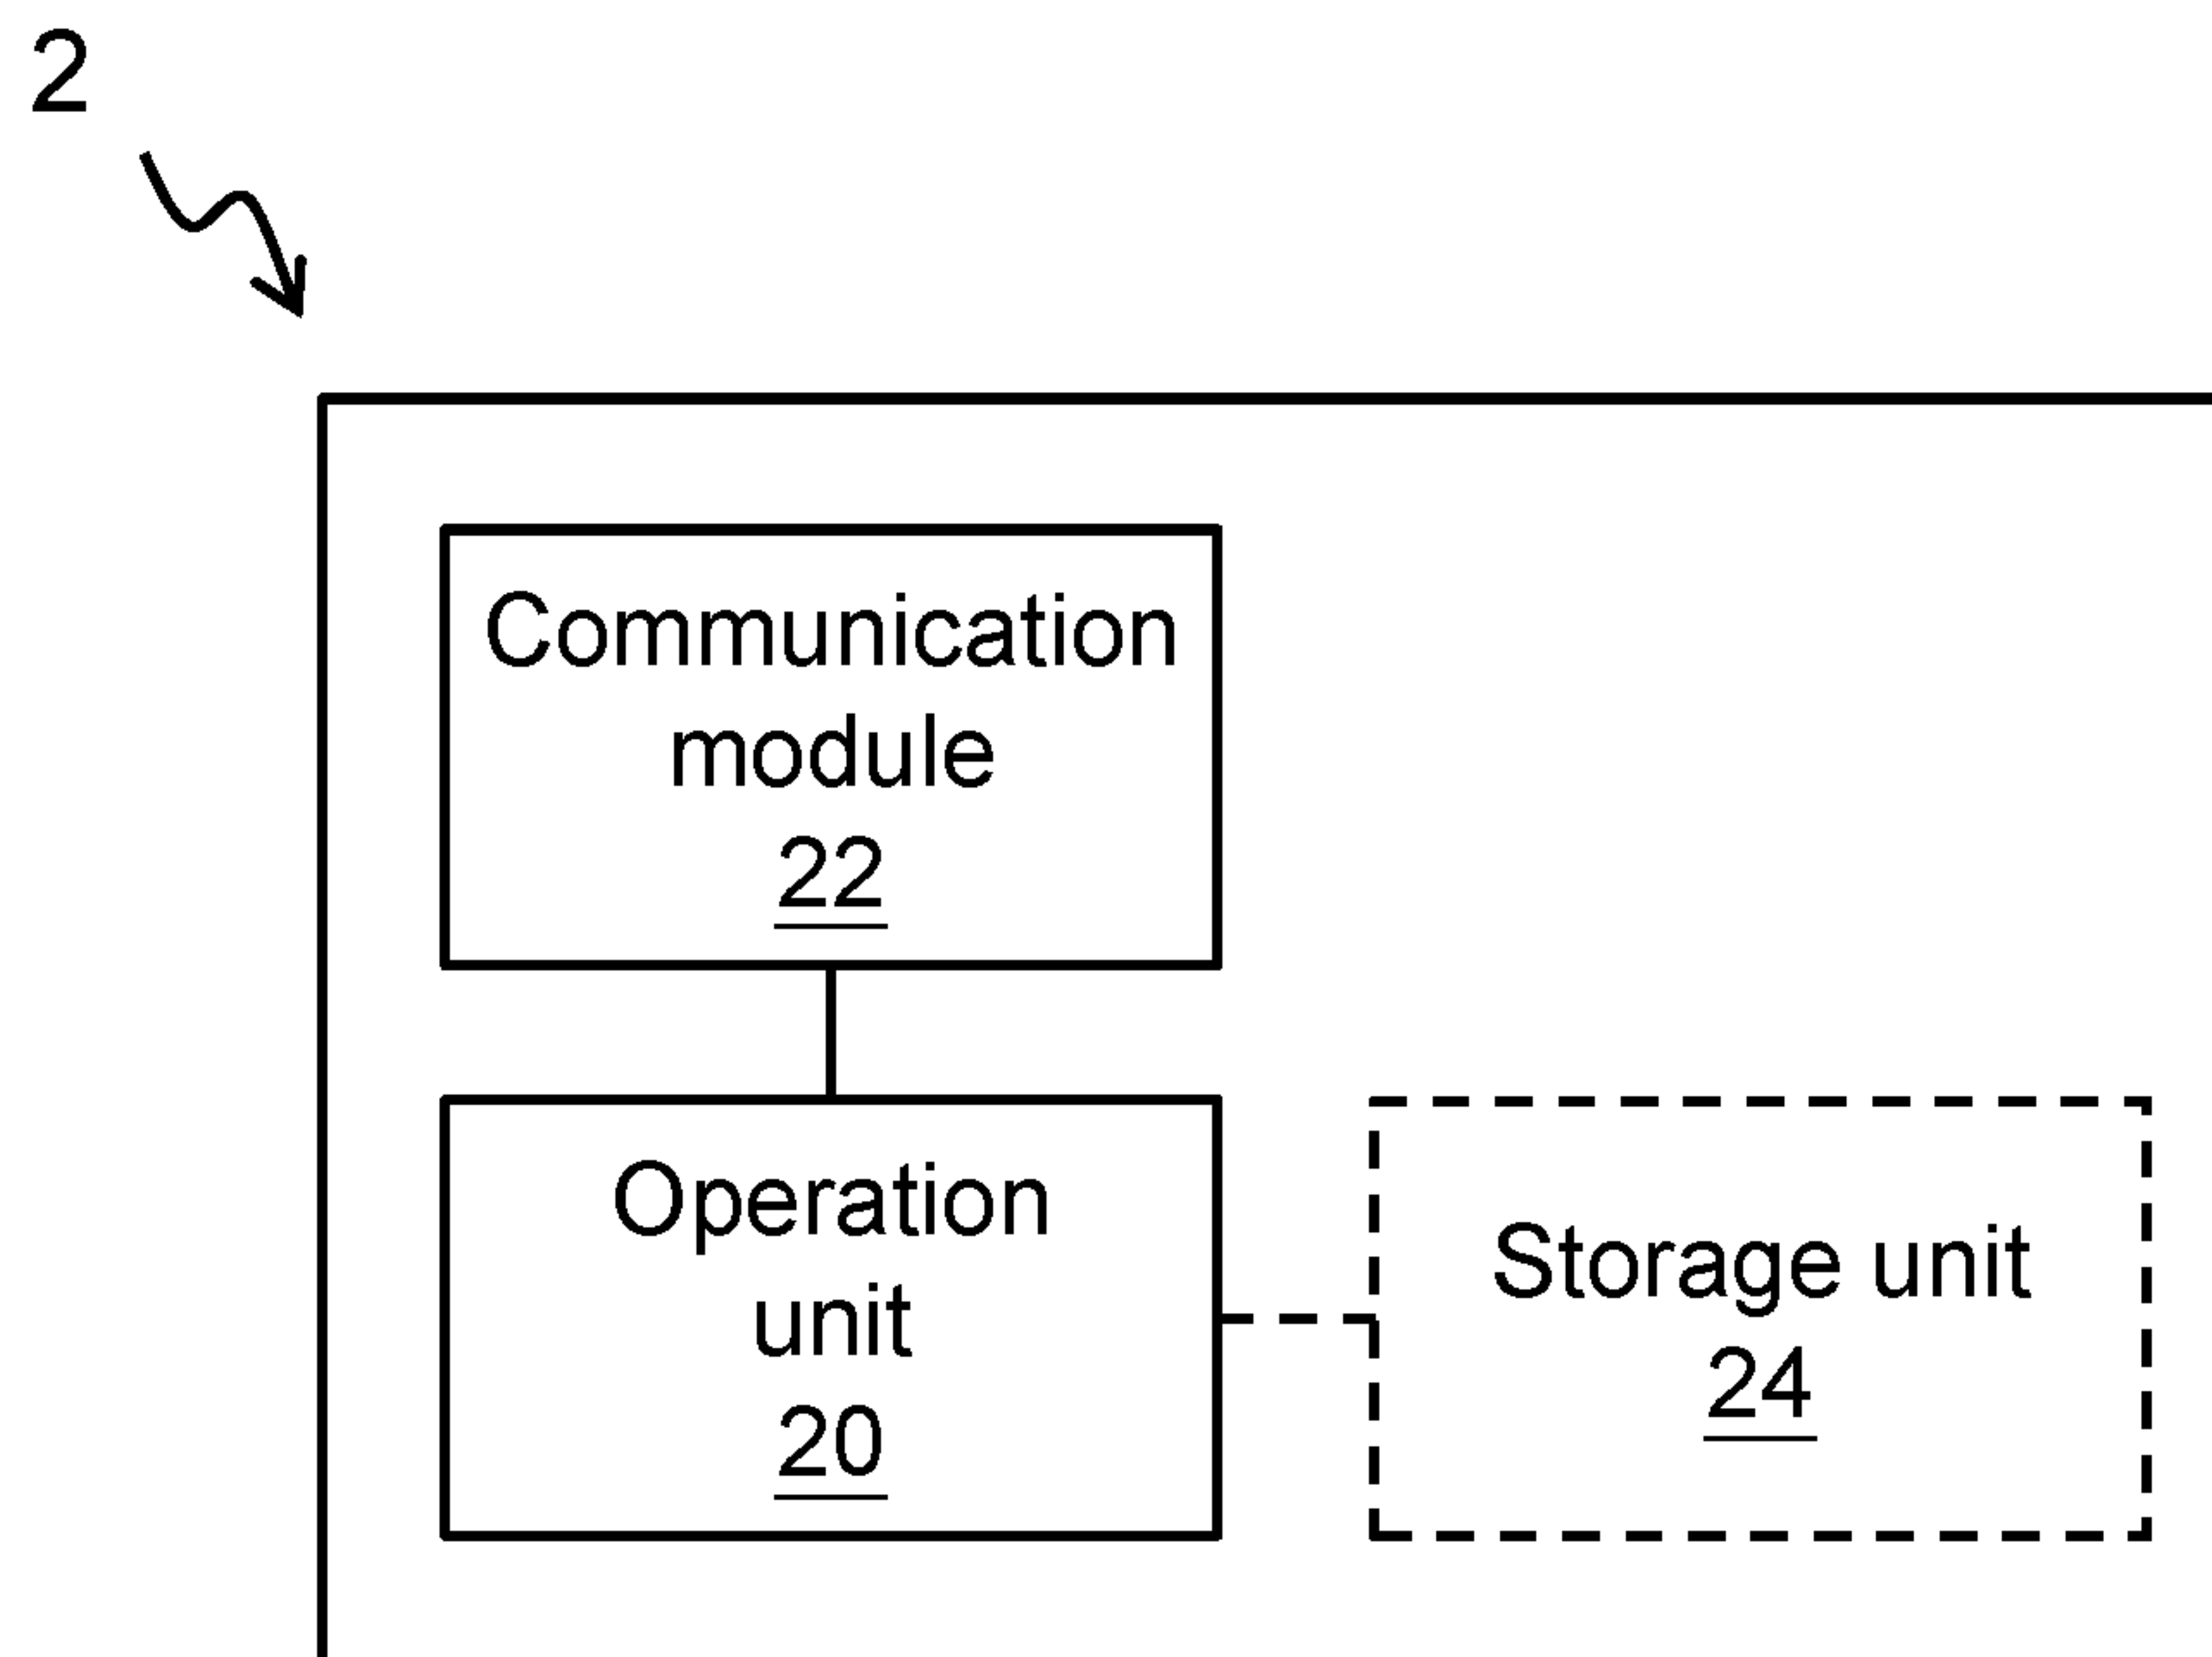 2
Communication
module
22
Operation
unit
20
Storage unit
24